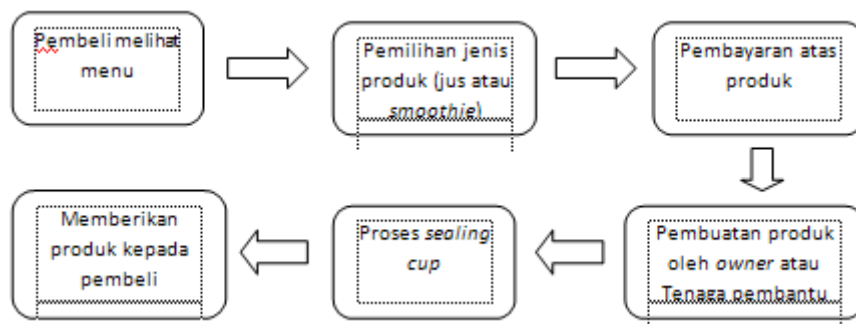 Pembeli melihat
menu
Pemilihan jenis
produk (jus atau
smoothie)
Pembayaran atas
produk
Pembuatan produk
oleh owner atau
Tenaga pembantu
Proses sealing
cup
Memberikan
produk kepada
pembeli